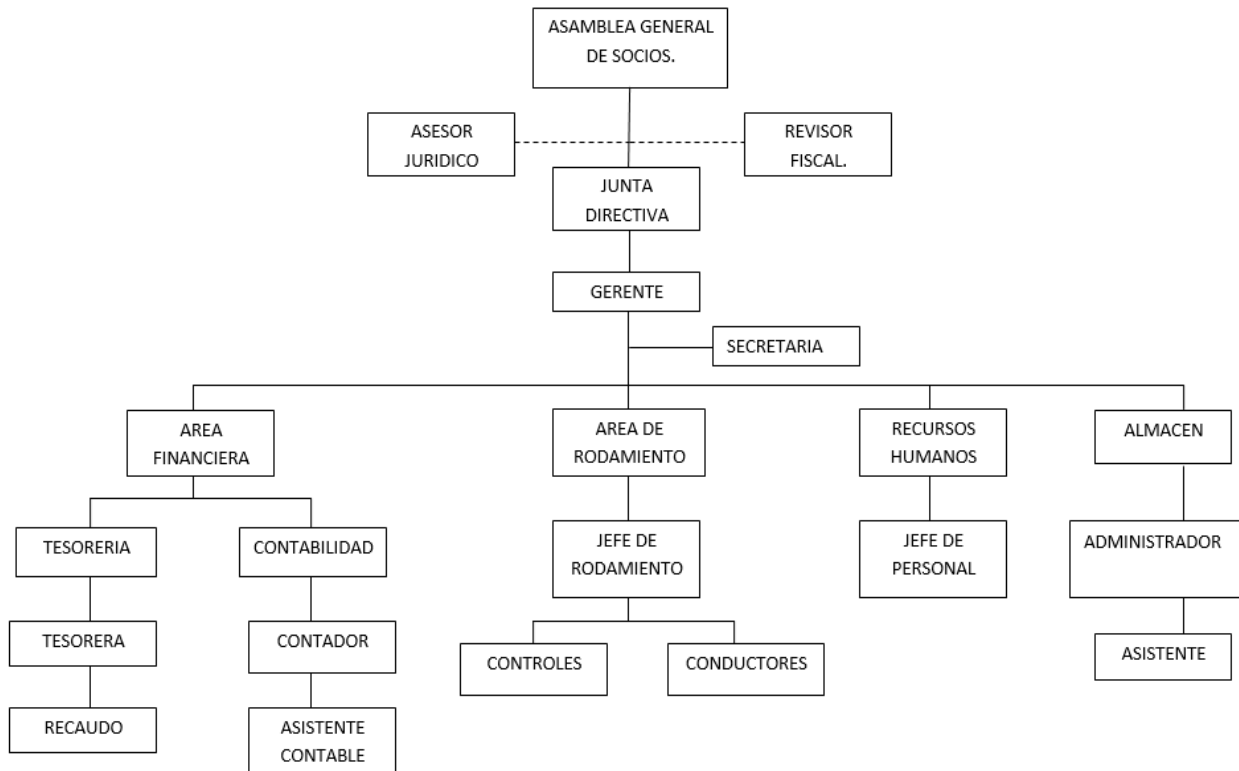 ASAMBLEA GENERAL
DE SOCIOS.
ASESOR
JURIDICO
REVISOR
FISCAL.
JUNTA
DIRECTIVA
GERENTE
SECRETARIA
AREA
FINANCIERA
AREA DE
RODAMIENTO
RECURSOS
HUMANOS
ALMACEN
TESORERIA
CONTABILIDAD
JEFE DE
RODAMIENTO
JEFE DE
PERSONAL
ADMINISTRADOR
TESORERA
CONTADOR
CONTROLES
CONDUCTORES
ASISTENTE
RECAUDO
ASISTENTE
CONTABLE